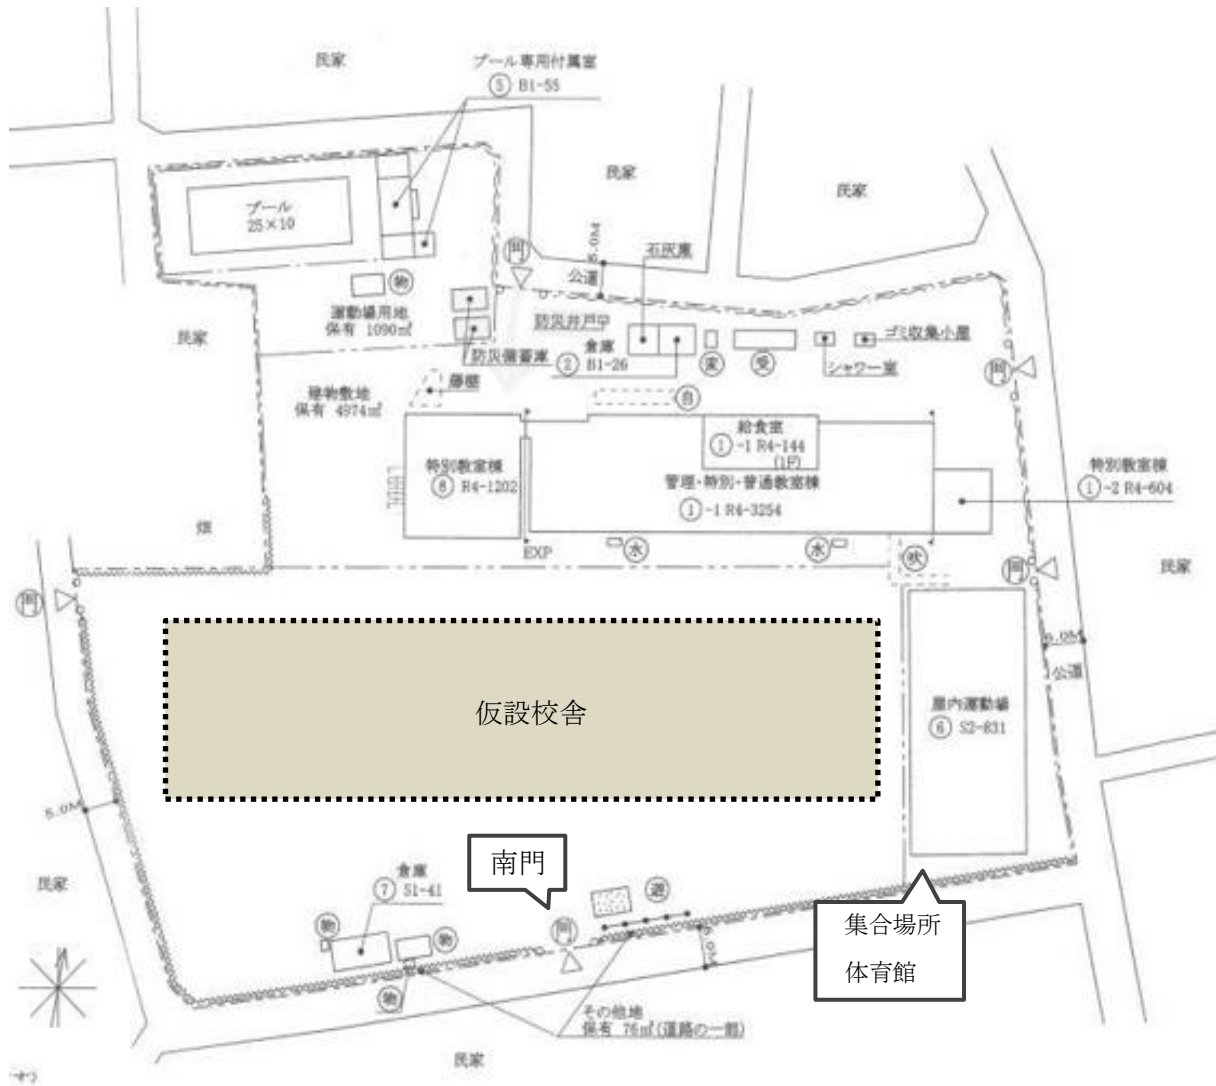 民家
プール専用付属室
⑤ B1-55
民家
民家
プール
25×10
門
5.0M
石灰庫
公道
物
運動場用地
保有 1090㎡
防災井戸
民家
防災備蓄庫
倉庫
② B1-26
変
受
シャワー室
ゴミ収集小屋
門
建物敷地
保有 4974㎡
藤棚
自
給食室
①-1 R4-144
(1F)
特別教室棟
⑧ R4-1202
管理・特別・普通教室棟
①-1 R4-3254
特別教室棟
①-2 R4-604
畑
EXP
水
水
吹
門
民家
門
6.0M
公道
仮設校舎
屋内運動場
⑥ S2-831
5.0M
南門
民家
倉庫
⑦ S1-41
遊
物
物
門
集合場所
体育館
物
その他地
保有 76㎡(道路の一部)
民家